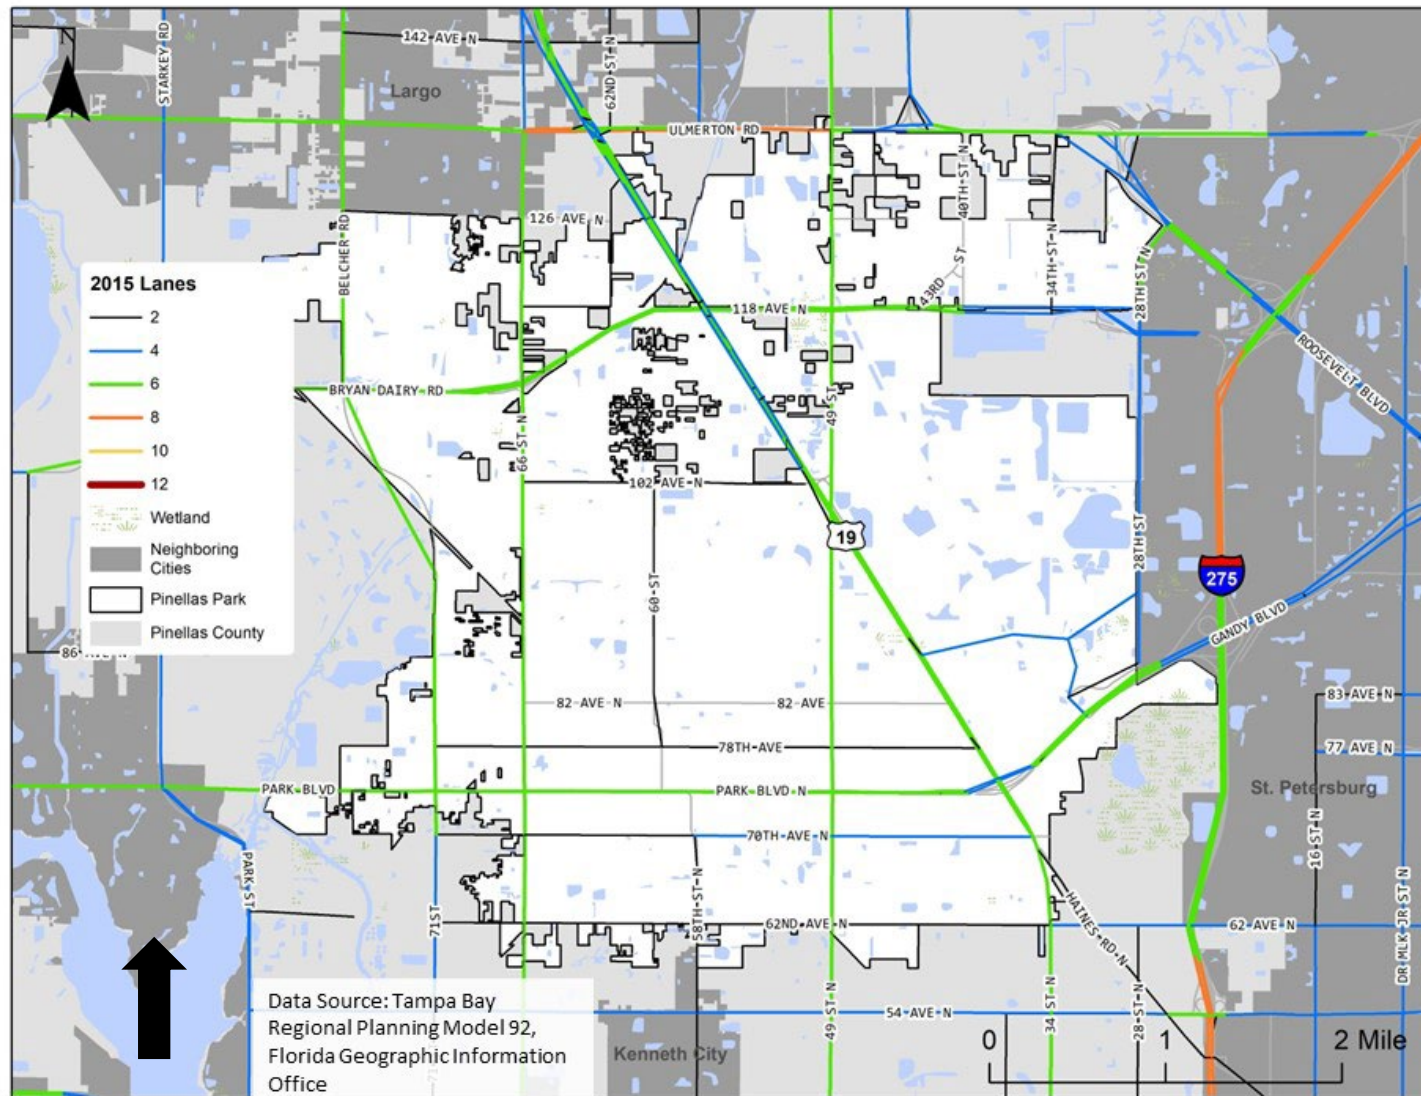 142 AVE N
STARKEY RD
62ND ST N
Largo
ULMERTON RD
40TH ST N
126 AVE N
BELCHER RD
34TH ST N
43RD ST
28TH ST N
2015 Lanes
2
4
6
8
10
12
Wetland
Neighboring
Cities
Pinellas Park
Pinellas County
118 AVE N
ROOSEVELT BLVD
BRYAN DAIRY RD
49 ST
66 ST N
102 AVE N
19
28TH ST
275
60 ST
GANDY BLVD
86 AVE N
82 AVE N
82 AVE
83 AVE N
78TH AVE
77 AVE N
PARK BLVD
PARK BLVD N
St. Petersburg
70TH AVE N
16 ST N
PARK ST
71ST
58TH ST N
62ND AVE N
HAINES RD N
62 AVE N
DR MLK JR ST N
49 ST N
34 ST N
28 ST N
54 AVE N
Data Source: Tampa Bay
Regional Planning Model 92,
Florida Geographic Information
Office
Kenneth City
0 1 2 Mile